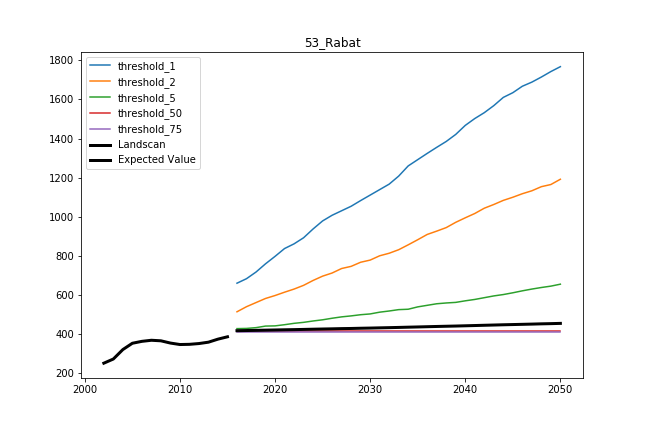 53_Rabat
1800
1600
1400
1200
1000
800
600
400
200
threshold_1
threshold_2
threshold_5
threshold_50
threshold_75
Landscan
Expected Value
2000 2010 2020 2030 2040 2050